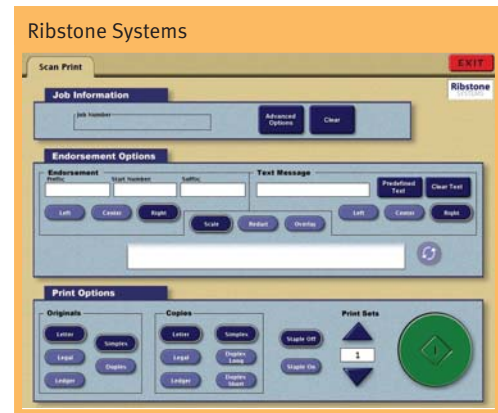 Ribstone Systems
Scan Print
EXIT
Job Information
Ribstone
SYSTEMS
Job Number
Advanced Options
Clear
Endorsement Options
Endorsement
Text Message
Prefix
Start Number
Suffix
Predefined Text
Clear Text
Left
Center
Right
Scale
Restart
Overlay
Left
Center
Right
Print Options
Originals
Copies
Print Sets
Letter
Simplex
Legal
Duplex
Ledger
Letter
Simplex
Legal
Duplex Long
Ledger
Duplex Short
Staple Off
Staple On
1